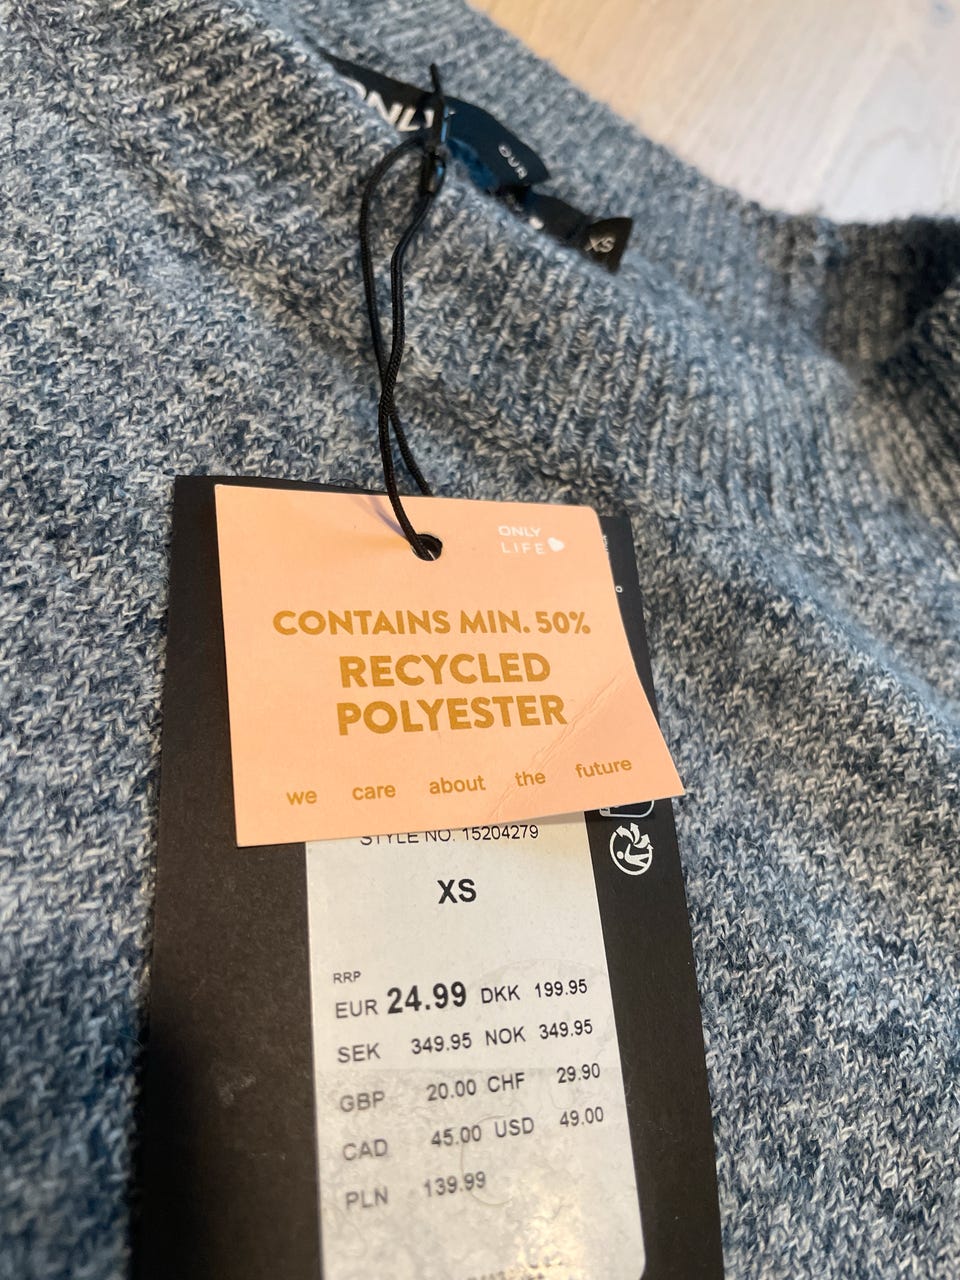 ONLY
OUR
XS
ONLY
LIFE
CONTAINS MIN. 50%
RECYCLED
POLYESTER
we care about the future
STYLE NO. 15204279
XS
RRP
EUR 24.99 DKK 199.95
SEK 349.95 NOK 349.95
GBP 20.00 CHF 29.90
CAD 45.00 USD 49.00
PLN 139.99